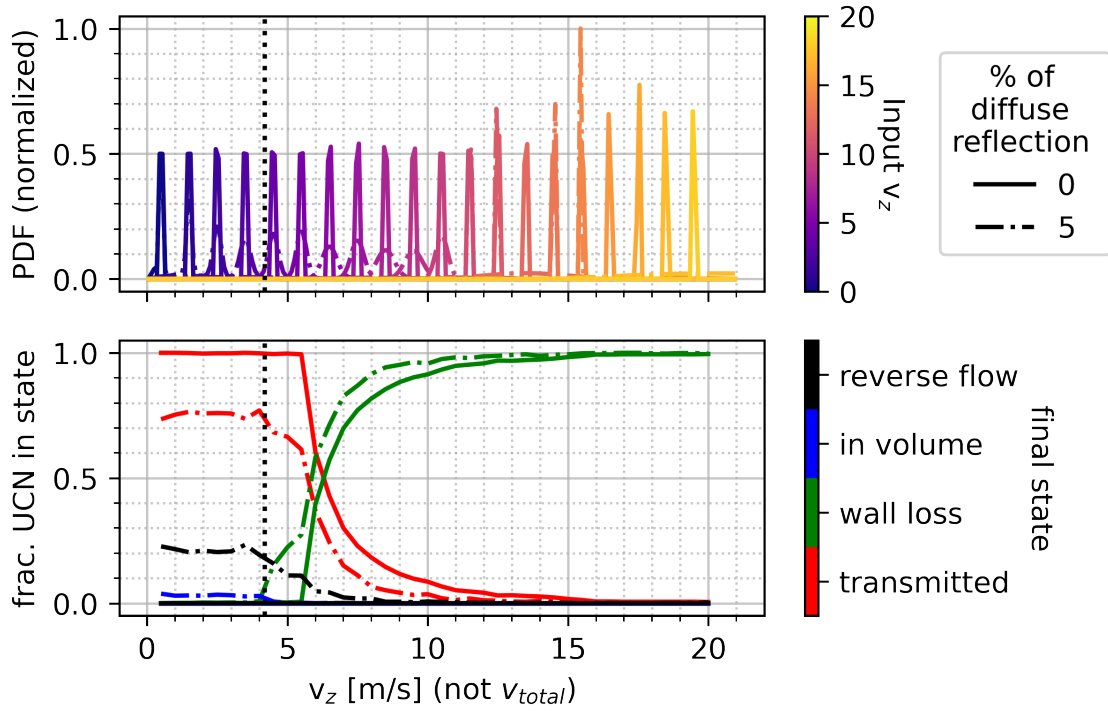 PDF (normalized)
1.0
0.5
0.0
20
15
10
5
0
Input v_z
% of
diffuse
reflection
0
5
frac. UCN in state
1.0
0.5
0.0
0 5 10 15 20
v_z [m/s] (not v_total)
reverse flow
in volume
wall loss
transmitted
final state